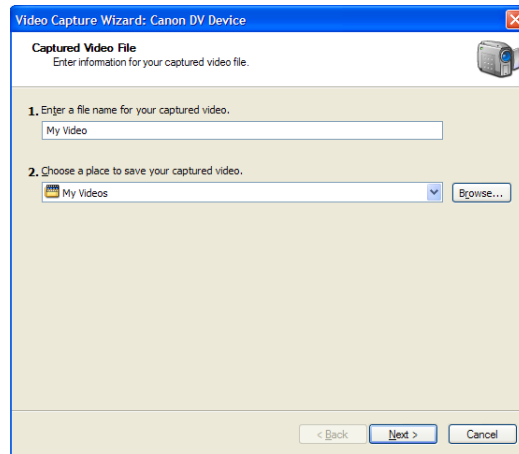 Video Capture Wizard: Canon DV Device
Captured Video File
Enter information for your captured video file.
1. Enter a file name for your captured video.
My Video
2. Choose a place to save your captured video.
My Videos
Browse...
< Back
Next >
Cancel